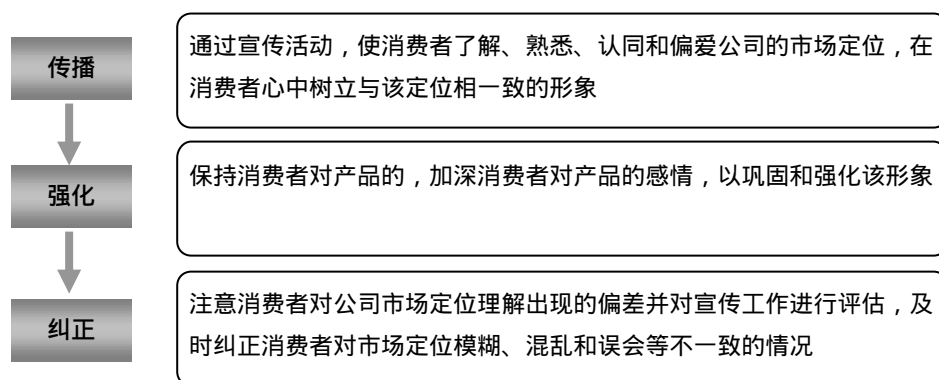 传播
通过宣传活动，使消费者了解、熟悉、认同和偏爱公司的市场定位，在
消费者心中树立与该定位相一致的形象
强化
保持消费者对产品的，加深消费者对产品的感情，以巩固和强化该形象
纠正
注意消费者对公司市场定位理解出现的偏差并对宣传工作进行评估，及
时纠正消费者对市场定位模糊、混乱和误会等不一致的情况